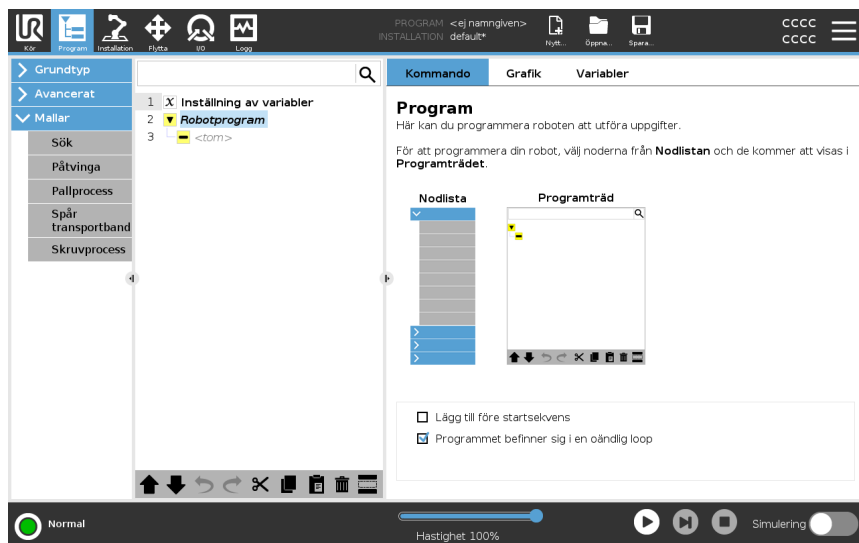 PROGRAM <ej namngiven>
INSTALLATION default*
CCCC
CCCC
Kör
Program
Installation
Flytta
I/O
Logg
Nytt...
Öppna...
Spara...
Grundtyp
Avancerat
Mallar
Sök
Påtvinga
Pallprocess
Spår
transportband
Skruvprocess
1 X Inställning av variabler
2 Robotprogram
3 <tom>
Kommando
Grafik
Variabler
Program
Här kan du programmera roboten att utföra uppgifter.
För att programmera din robot, välj noderna från Nodlistan och de kommer att visas i
Programträdet.
Nodlista
Programträd
Lägg till före startsekvens
Programmet befinner sig i en oändlig loop
Normal
Hastighet 100%
Simulering